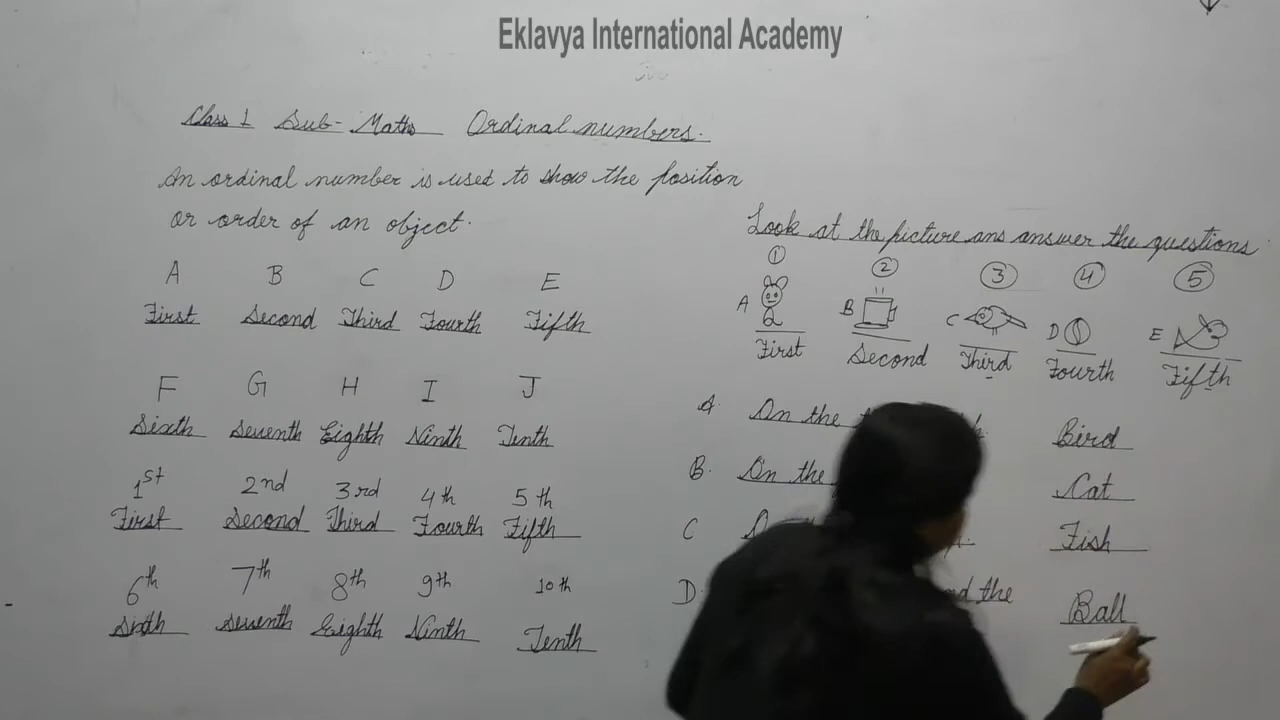 Eklavya International Academy
Class 1 Sub- Maths Ordinal numbers.
An ordinal number is used to show the position
or order of an object.
A B C D E
First Second Third Fourth Fifth
F G H I J
Sixth Seventh Eighth Ninth Tenth
1st 2nd 3rd 4th 5th
First Second Third Fourth Fifth
6th 7th 8th 9th 10th
Sixth Seventh Eighth Ninth Tenth
Look at the picture ans answer the questions
1 2 3 4 5
A B C D E
First Second Third Fourth Fifth
A. On the Bird
B. On the Cat
C Fish
D. the Ball